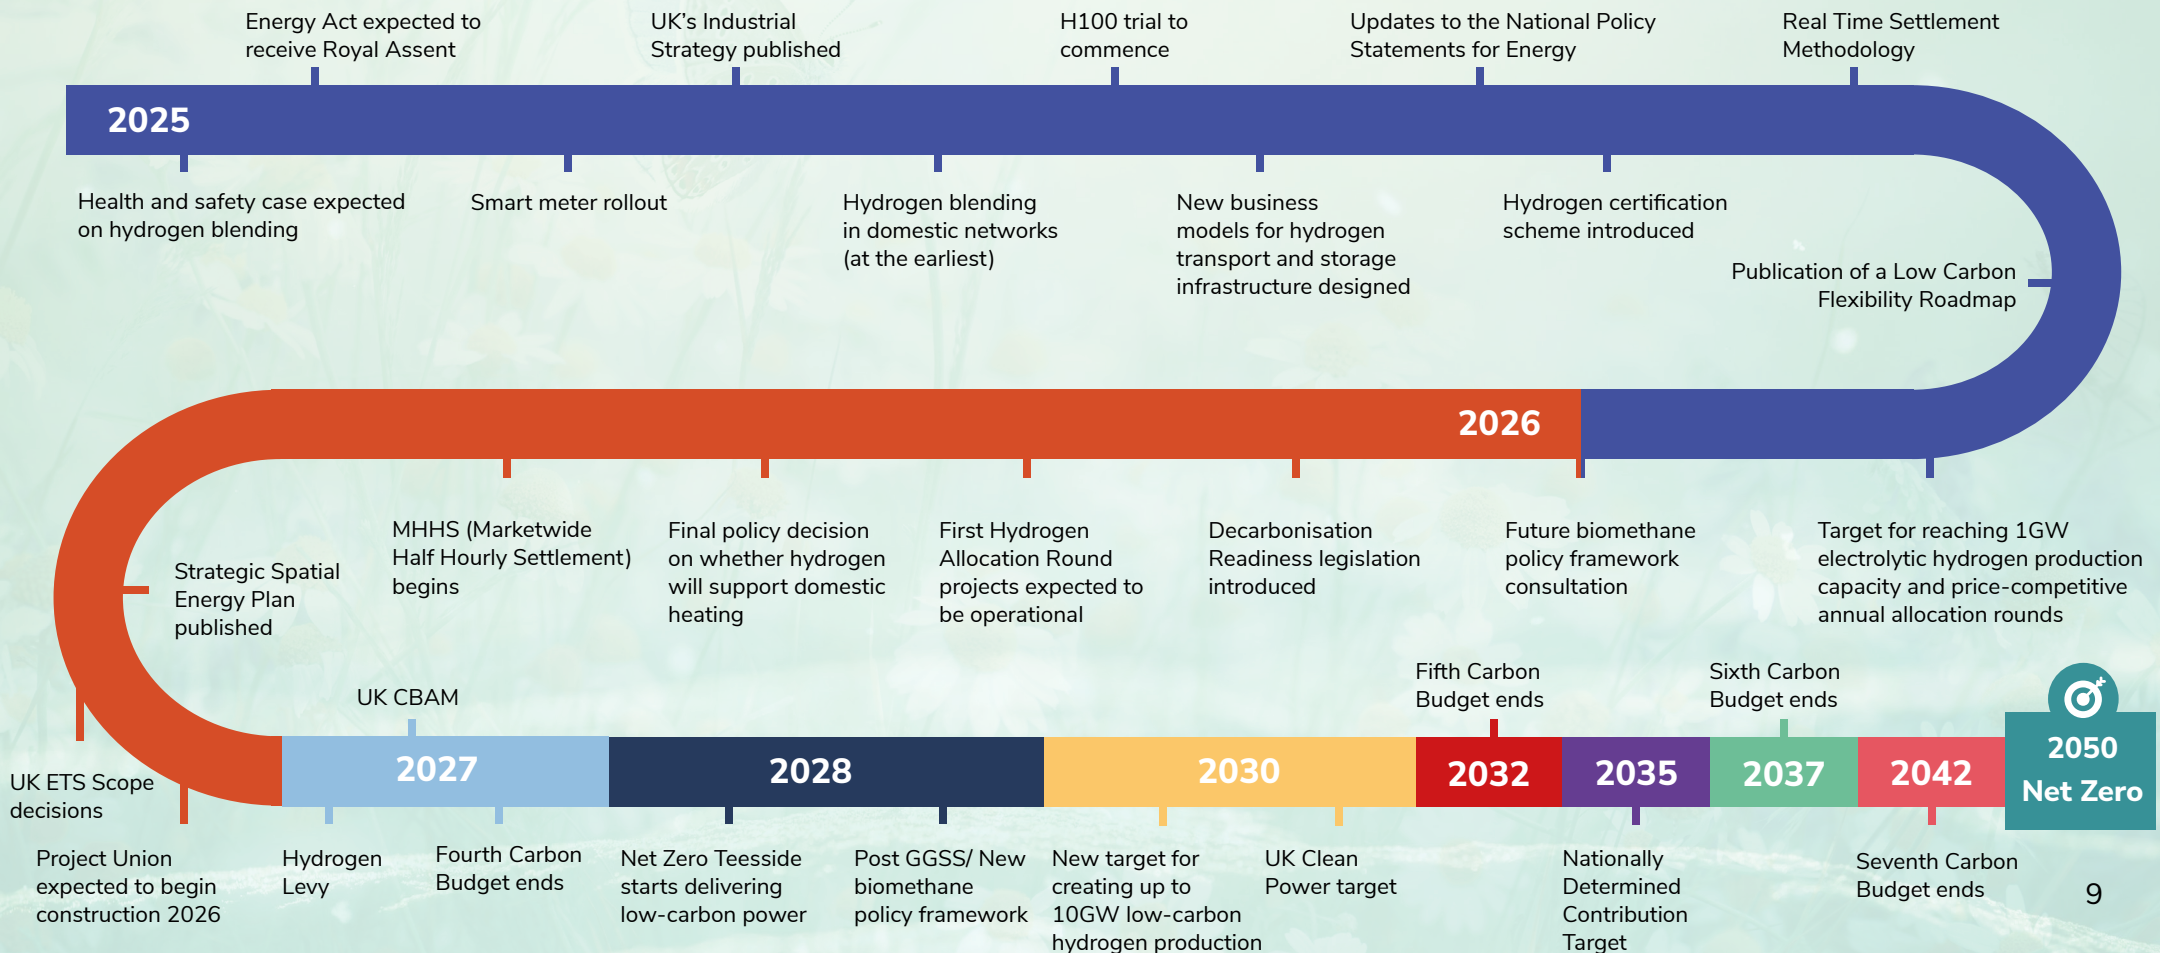 Energy Act expected to
receive Royal Assent
UK's Industrial
Strategy published
H100 trial to
commence
Updates to the National Policy
Statements for Energy
Real Time Settlement
Methodology
2025
Health and safety case expected
on hydrogen blending
Smart meter rollout
Hydrogen blending
in domestic networks
(at the earliest)
New business
models for hydrogen
transport and storage
infrastructure designed
Hydrogen certification
scheme introduced
Publication of a Low Carbon
Flexibility Roadmap
2026
Target for reaching 1GW
electrolytic hydrogen production
capacity and price-competitive
annual allocation rounds
Future biomethane
policy framework
consultation
Decarbonisation
Readiness legislation
introduced
First Hydrogen
Allocation Round
projects expected to
be operational
Final policy decision
on whether hydrogen
will support domestic
heating
MHHS (Marketwide
Half Hourly Settlement)
begins
Strategic Spatial
Energy Plan
published
UK ETS Scope
decisions
Project Union
expected to begin
construction 2026
UK CBAM
2027
Hydrogen
Levy
Fourth Carbon
Budget ends
2028
Net Zero Teesside
starts delivering
low-carbon power
Post GGSS/ New
biomethane
policy framework
2030
New target for
creating up to
10GW low-carbon
hydrogen production
UK Clean
Power target
Fifth Carbon
Budget ends
2032
2035
Nationally
Determined
Contribution
Target
Sixth Carbon
Budget ends
2037
2042
Seventh Carbon
Budget ends
2050
Net Zero
9